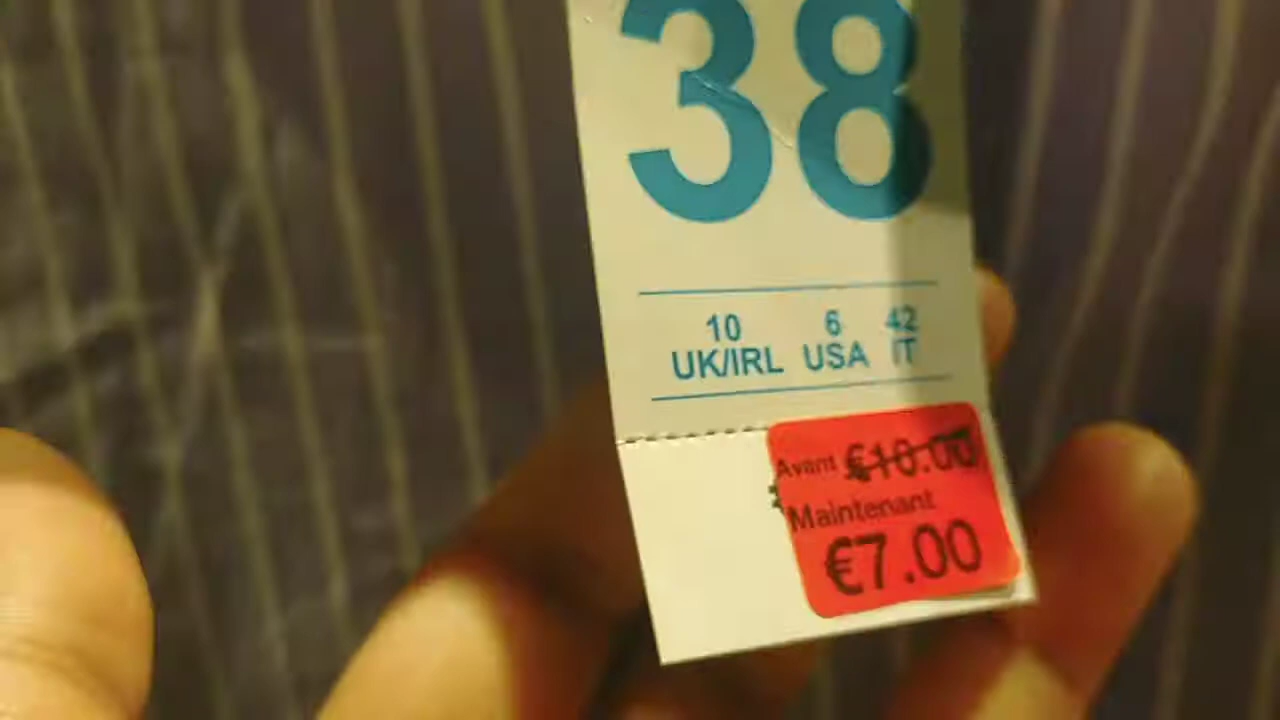 38
10 6 42
UK/IRL USA IT
Avant €10.00
Maintenant
€7.00